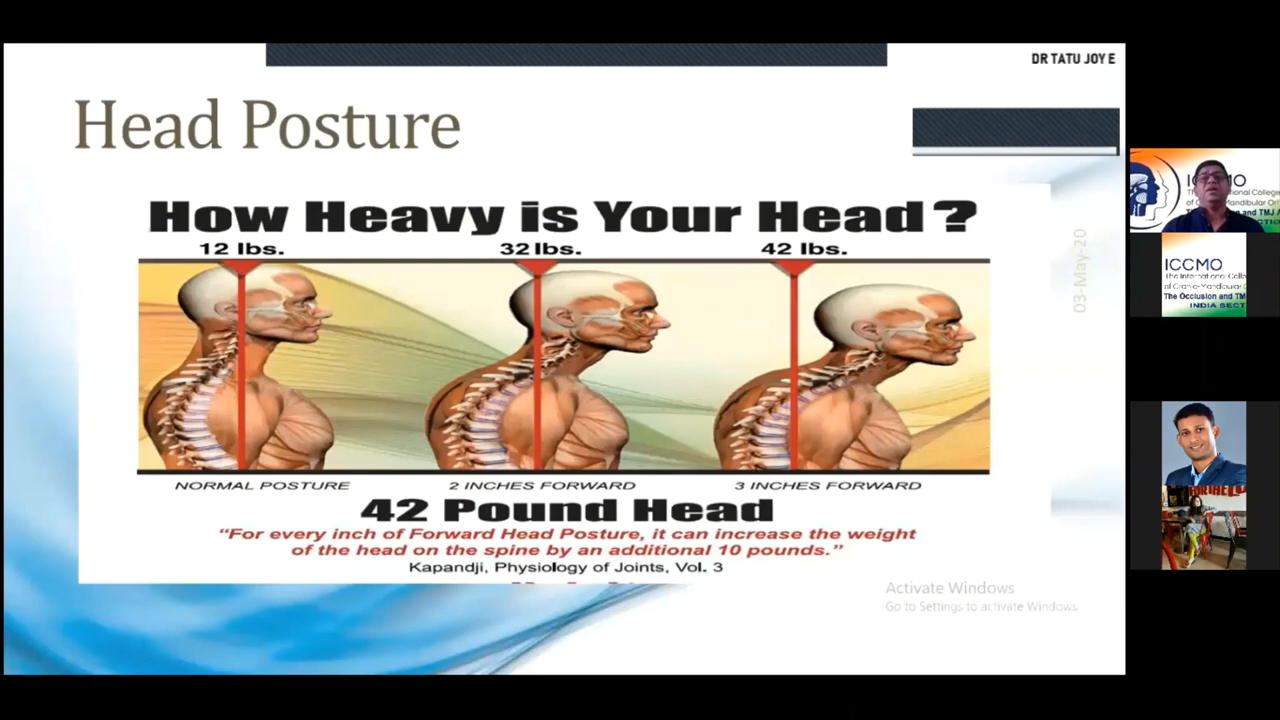 DR TATU JOY E
Head Posture
How Heavy is Your Head?
12 lbs.
32 lbs.
42 lbs.
NORMAL POSTURE
2 INCHES FORWARD
3 INCHES FORWARD
42 Pound Head
“For every inch of Forward Head Posture, it can increase the weight
of the head on the spine by an additional 10 pounds.”
Kapandji, Physiology of Joints, Vol. 3
03-May-20
Activate Windows
Go to Settings to activate Windows.
ICCMO
The International Colle
of Cranio-Mandibular O
The Occlusion and TM
INDIA SECT